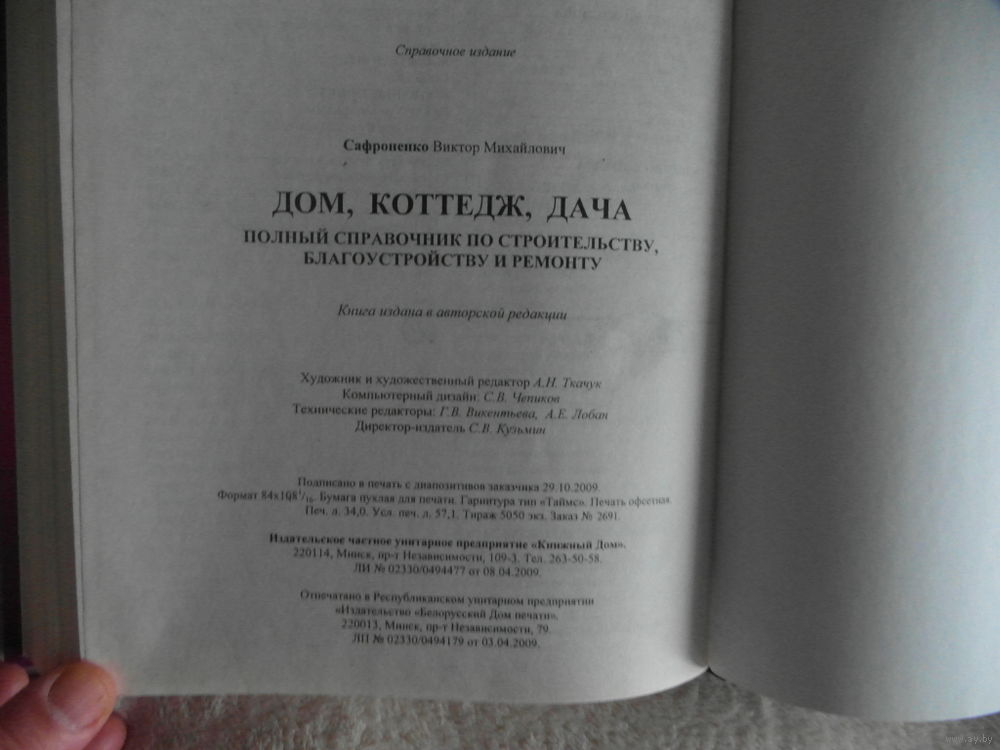 Справочное издание
Сафроненко Виктор Михайлович
ДОМ, КОТТЕДЖ, ДАЧА
ПОЛНЫЙ СПРАВОЧНИК ПО СТРОИТЕЛЬСТВУ,
БЛАГОУСТРОЙСТВУ И РЕМОНТУ
Книга издана в авторской редакции
Художник и художественный редактор А.Н. Ткачук
Компьютерный дизайн: С.В. Чепиков
Технические редакторы: Г.В. Викентьева, А.Е. Лобан
Директор-издатель С.В. Кузьмин
Подписано в печать с диапозитивов заказчика 29.10.2009.
Формат 84х108 1/16. Бумага пухлая для печати. Гарнитура тип «Таймс». Печать офсетная.
Печ. л. 34,0. Усл. печ. л. 57,1. Тираж 5050 экз. Заказ № 2691.
Издательское частное унитарное предприятие «Книжный Дом».
220114, Минск, пр-т Независимости, 109-3. Тел. 263-50-58.
ЛИ № 02330/0494477 от 08.04.2009.
Отпечатано в Республиканском унитарном предприятии
«Издательство «Белорусский Дом печати».
220013, Минск, пр-т Независимости, 79.
ЛП № 02330/0494179 от 03.04.2009.
www.ay.by